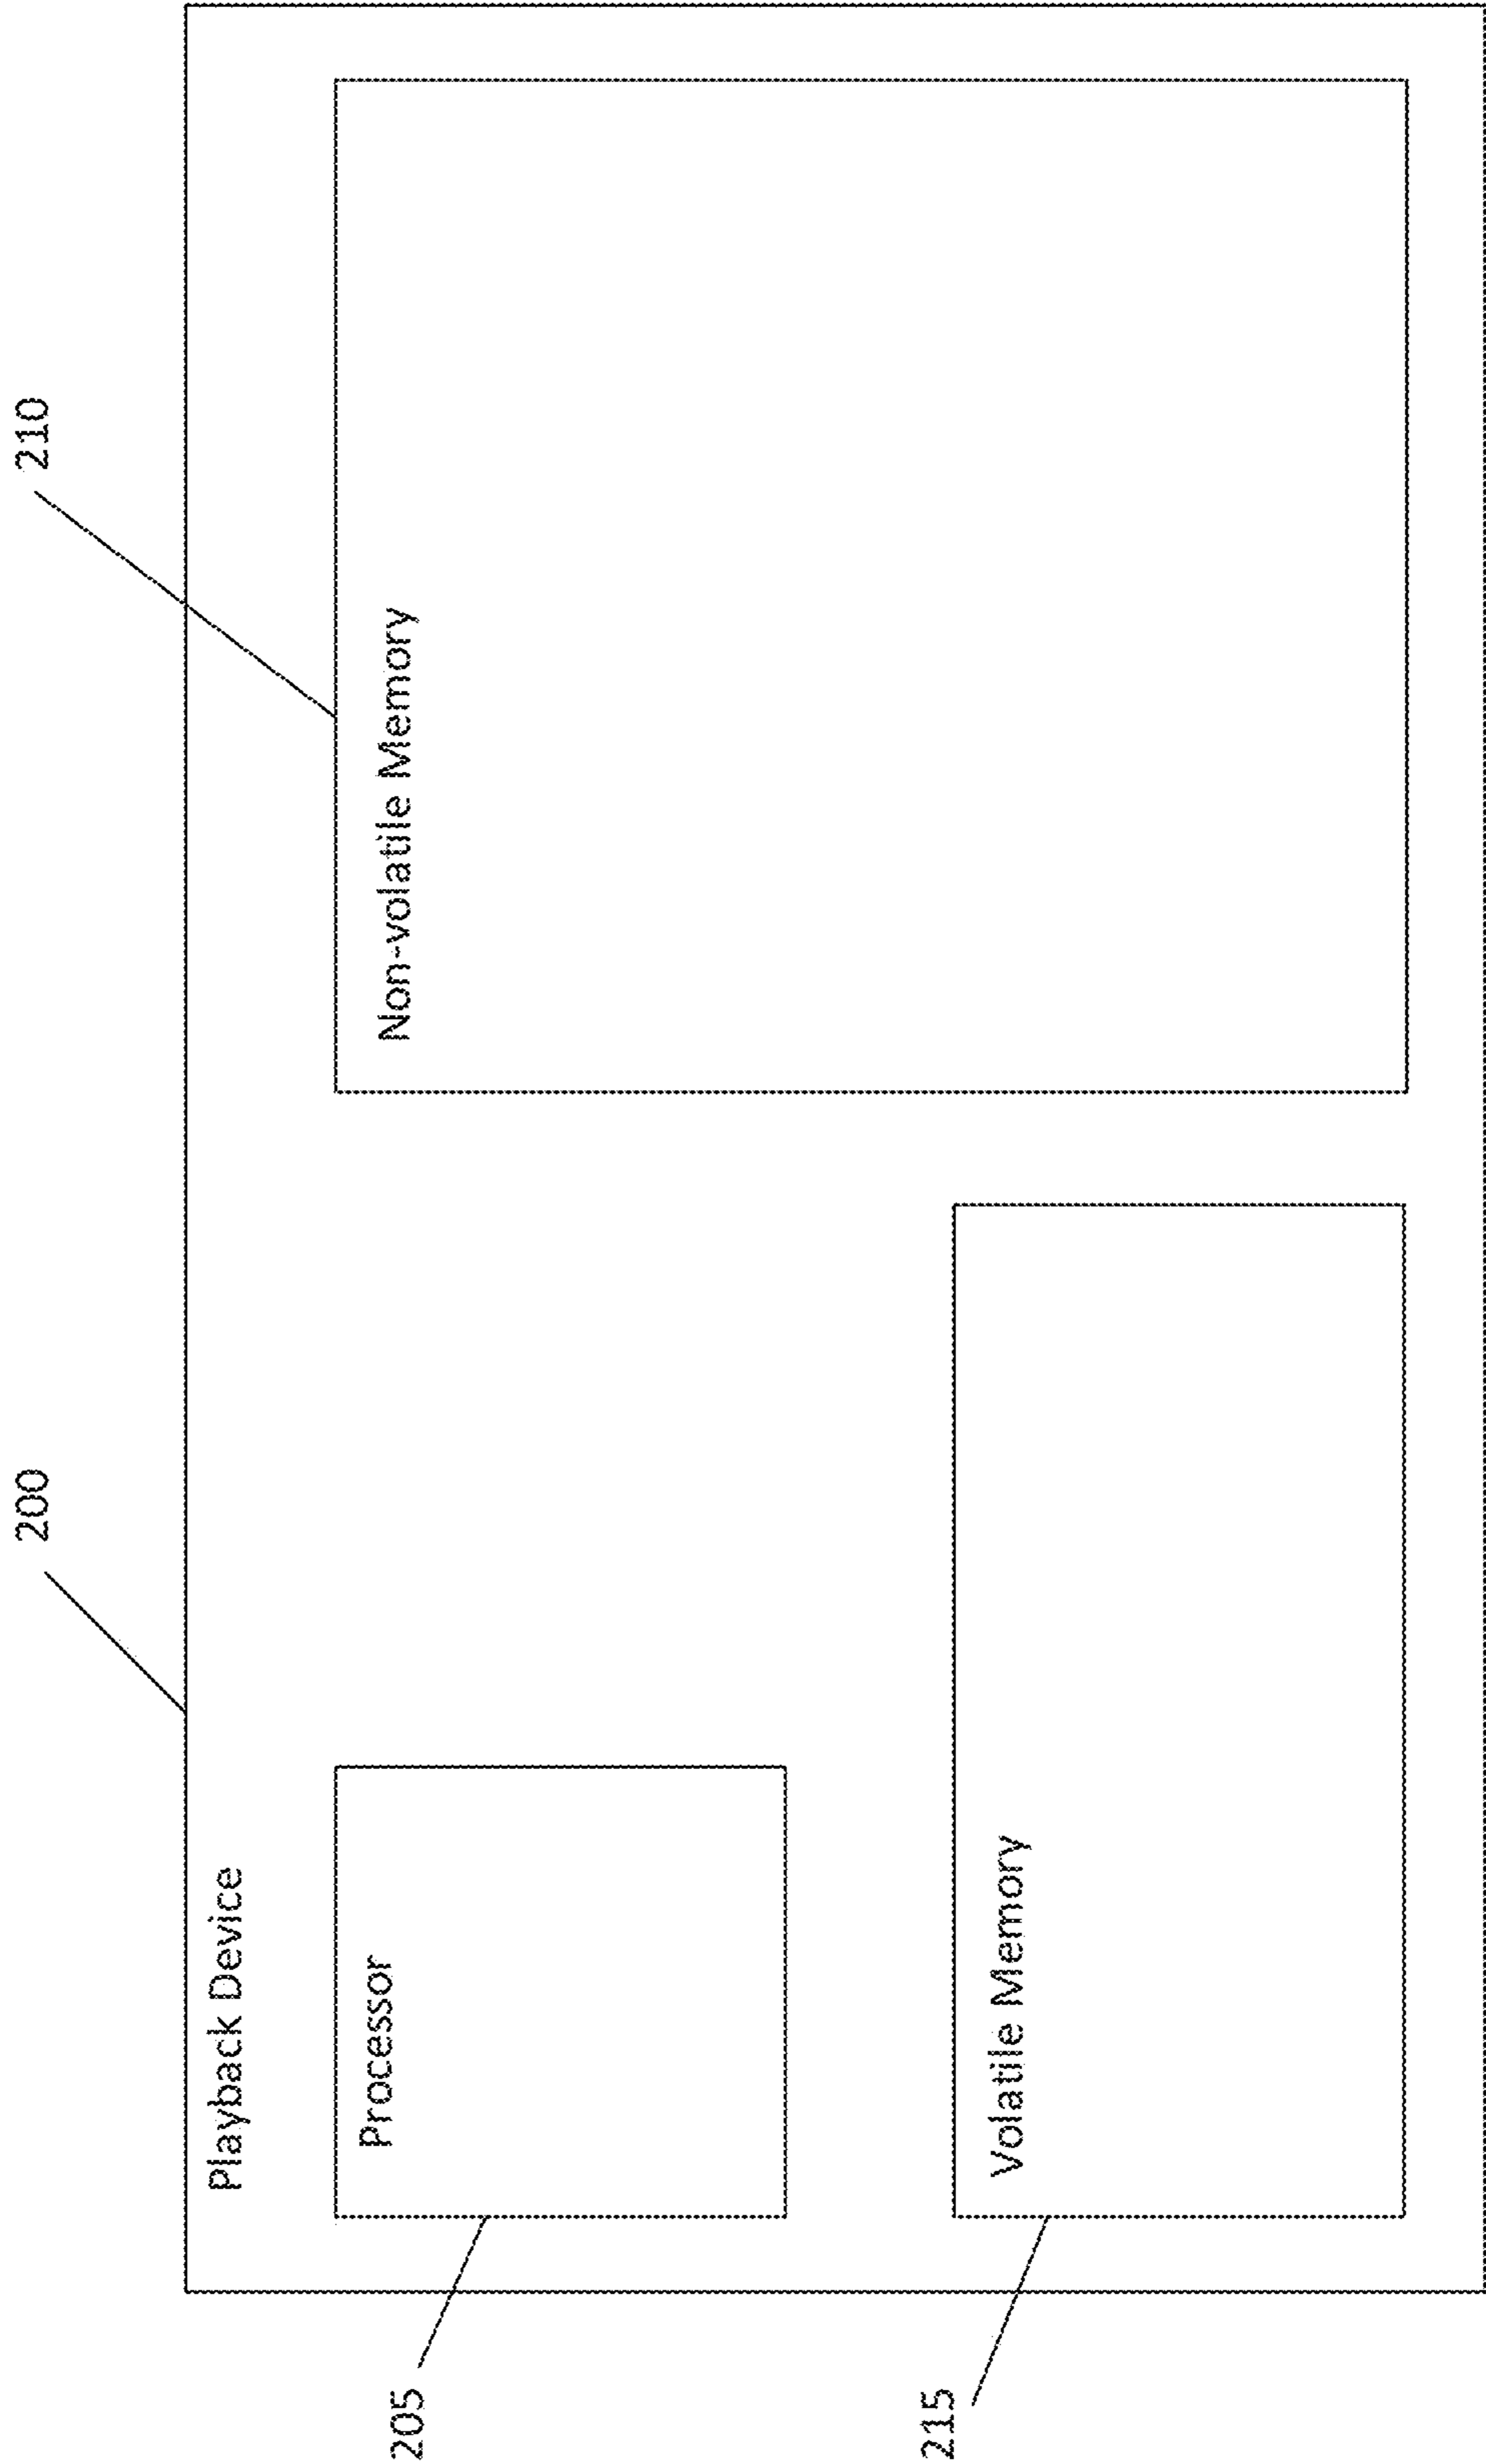 200
210
Playback Device
205
Processor
Non-volatile Memory
215
Volatile Memory